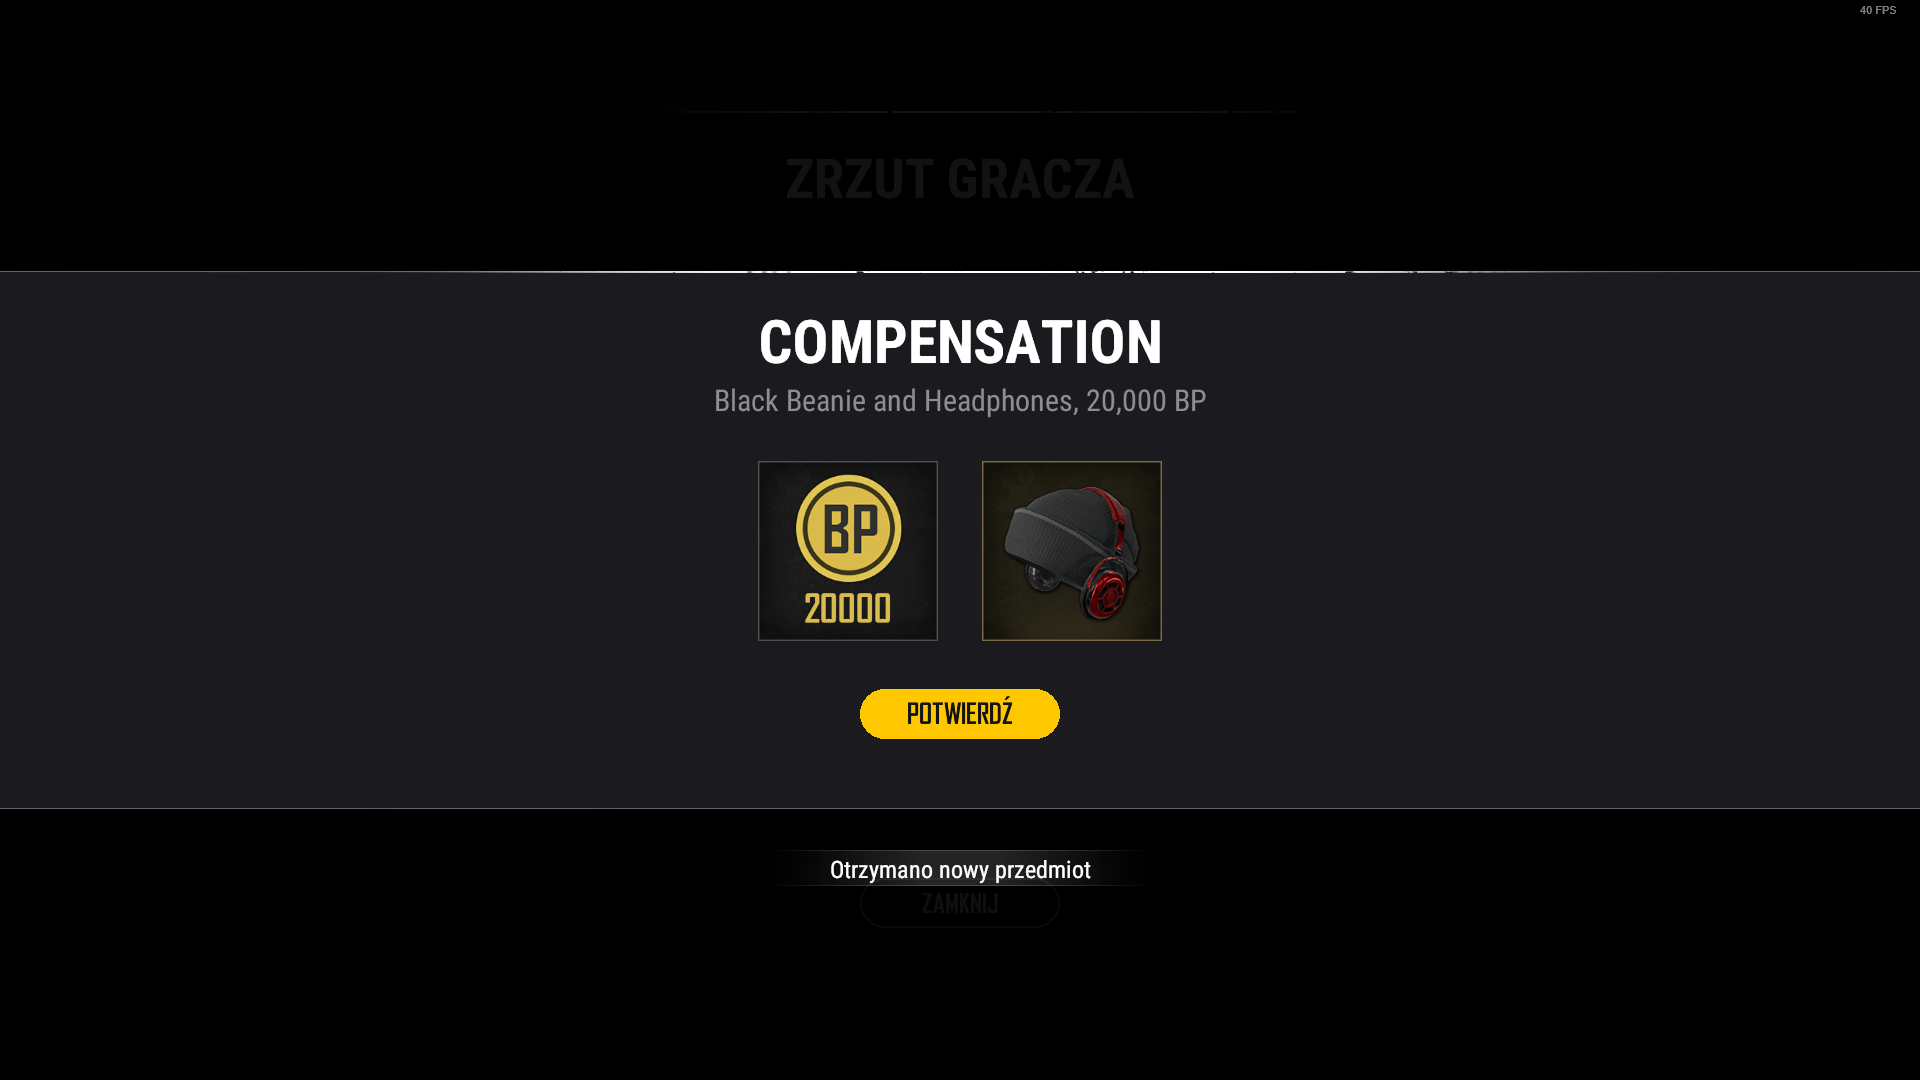 40 FPS
ZRZUT GRACZA
COMPENSATION
Black Beanie and Headphones, 20,000 BP
BP
20000
POTWIERDŹ
Otrzymano nowy przedmiot
ZAMKNIJ